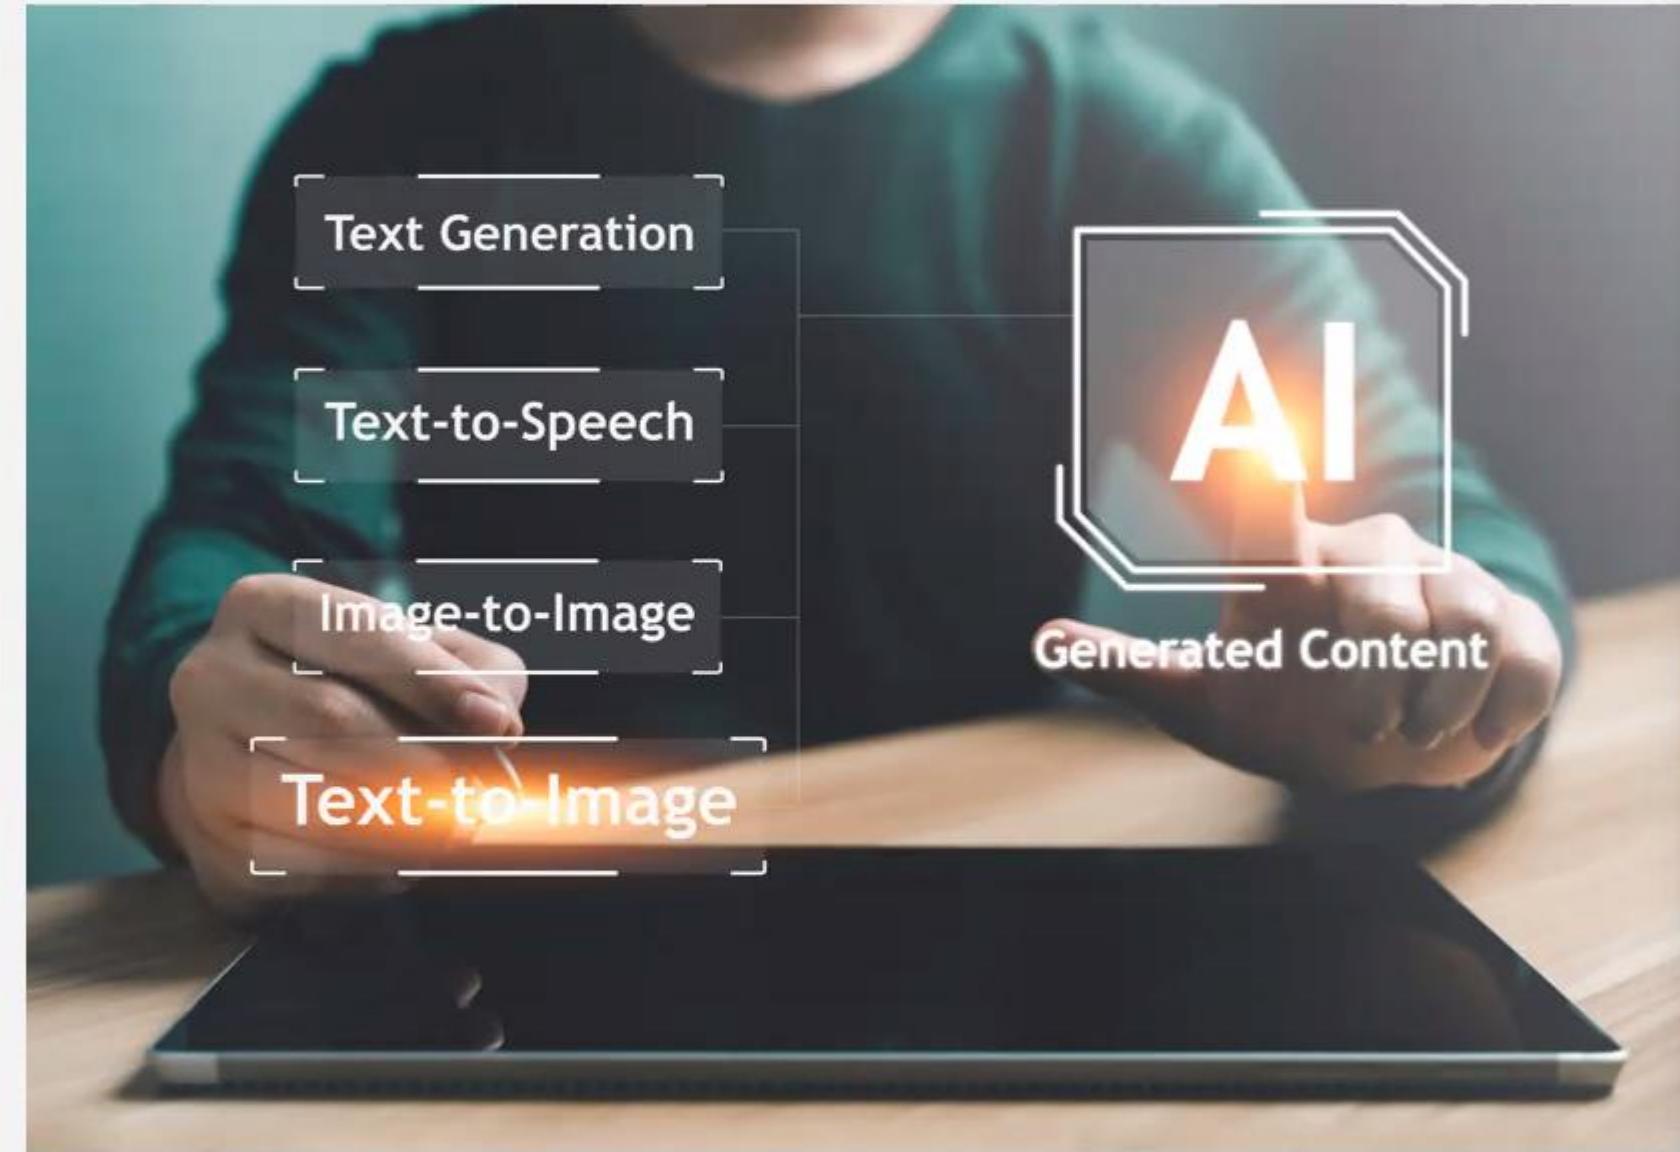 Text Generation
Text-to-Speech
Image-to-Image
Text-to-Image
AI
Generated Content